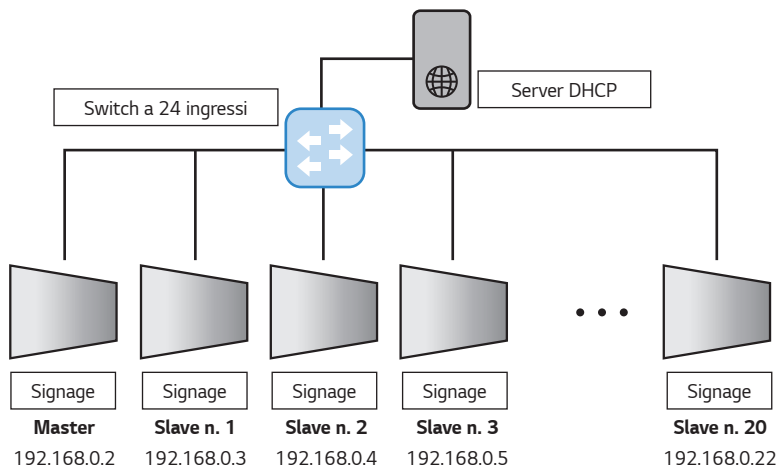 Server DHCP
Switch a 24 ingressi
Signage Signage Signage Signage Signage
Master Slave n. 1 Slave n. 2 Slave n. 3 Slave n. 20
192.168.0.2 192.168.0.3 192.168.0.4 192.168.0.5 192.168.0.22